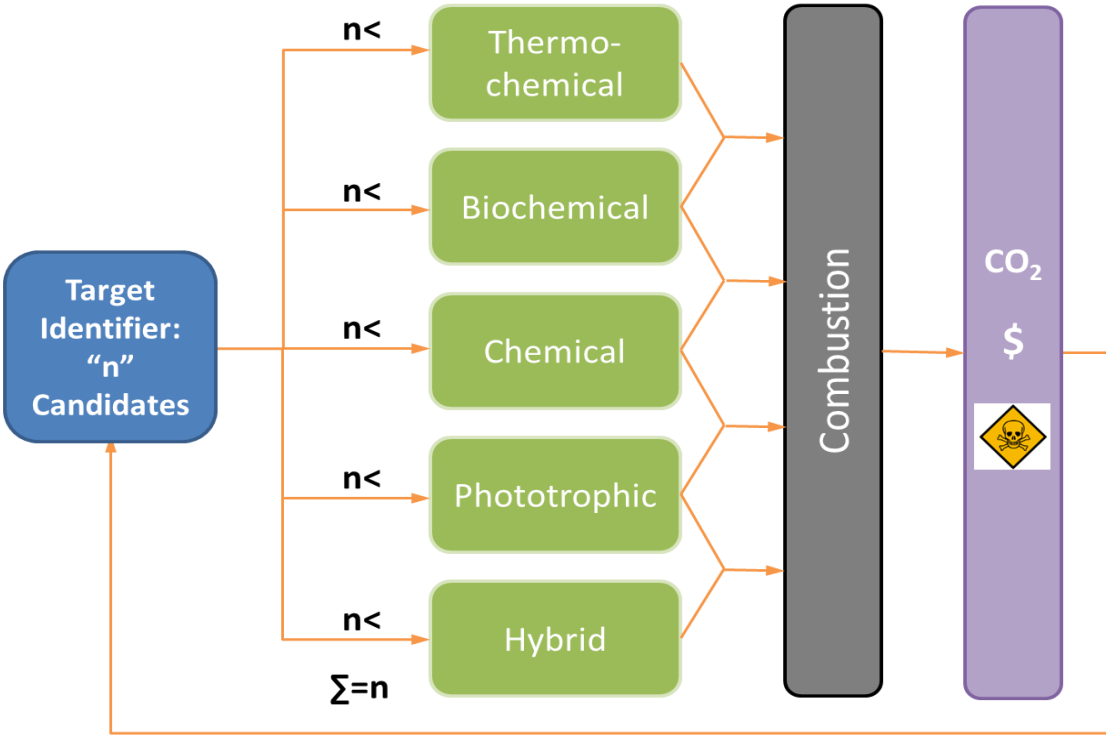 n<
Thermo-
chemical
n<
Biochemical
Target
Identifier:
“n”
Candidates
n<
Chemical
n<
Phototrophic
n<
Hybrid
∑=n
Combustion
CO₂
$